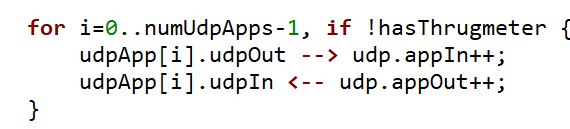 for i=0..numUdpApps-1, if !hasThrugmeter {
    udpApp[i].udpOut --> udp.appIn++;
    udpApp[i].udpIn <-- udp.appOut++;
}